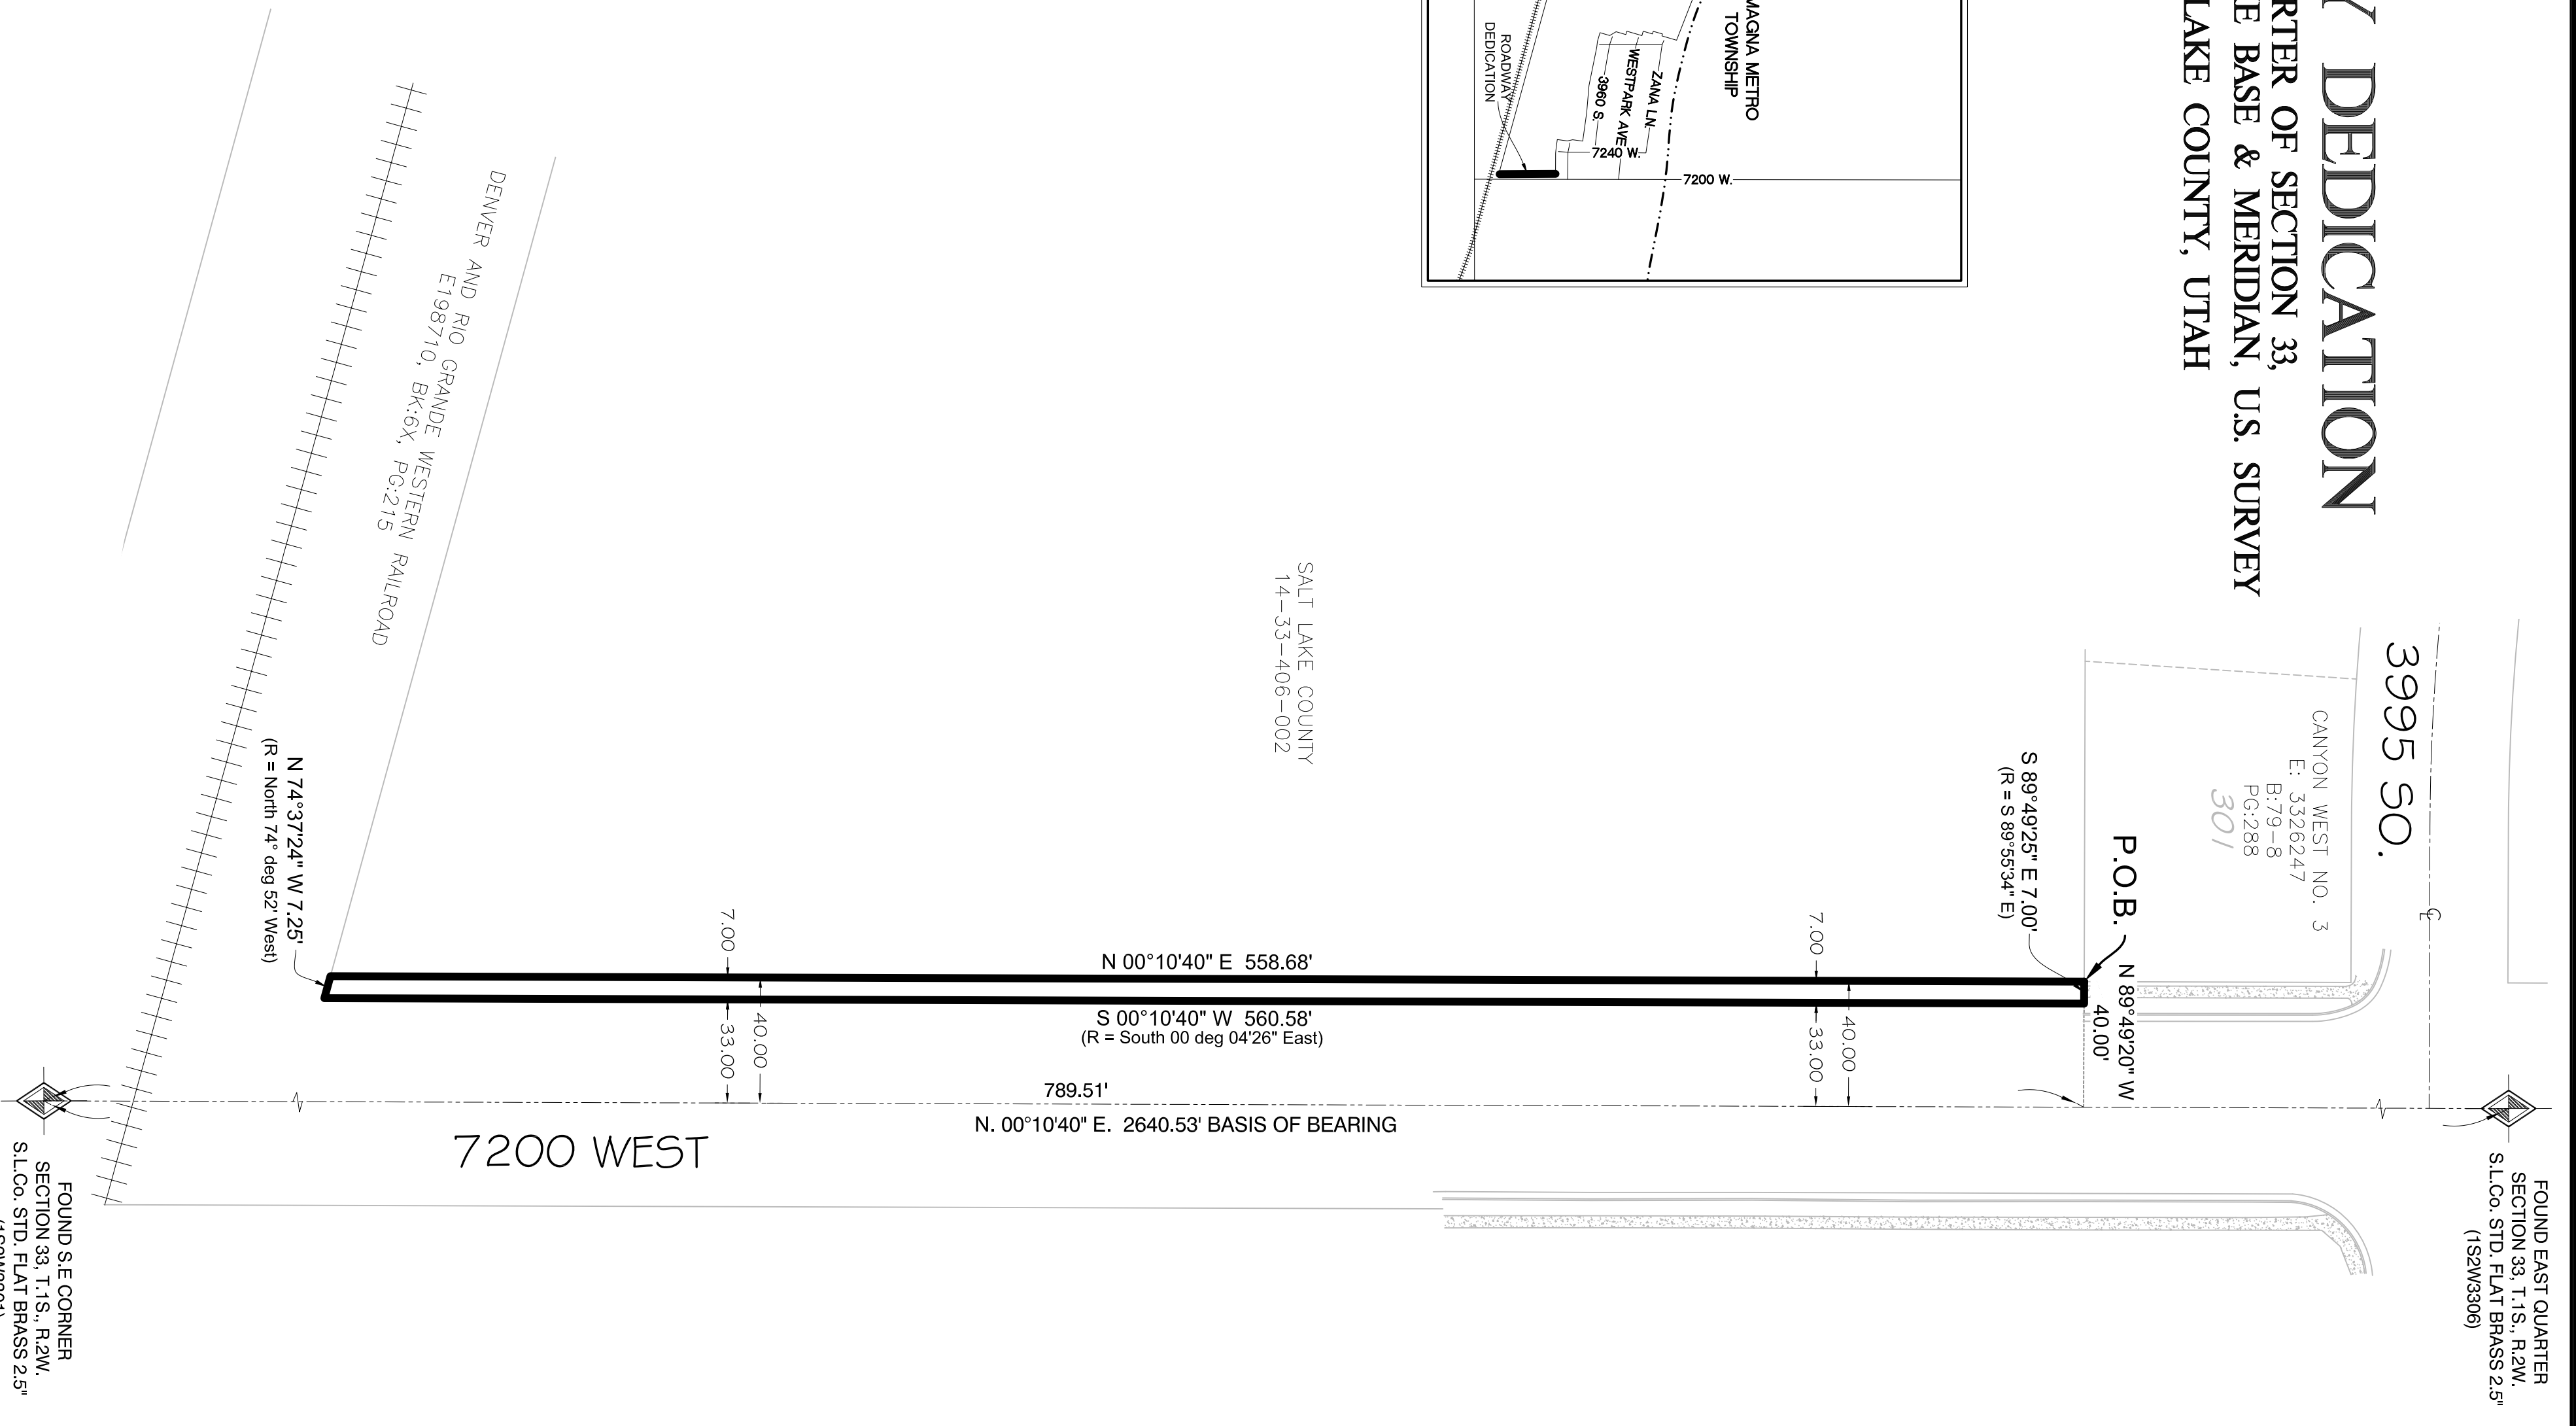 Y DEDICATION
RTER OF SECTION 33,
E BASE & MERIDIAN, U.S. SURVEY
LAKE COUNTY, UTAH
MAGNA METRO
TOWNSHIP
ZANA LN.
WESTPARK AVE
3960 S.
7240 W.
7200 W.
ROADWAY
DEDICATION
3995 SO.
CL
CANYON WEST NO. 3
E: 3326247
B:79-8
PG:288
301
P.O.B.
N 89°49'20" W
40.00'
S 89°49'25" E 7.00'
(R = S 89°55'34" E)
SALT LAKE COUNTY
14-33-406-002
DENVER AND RIO GRANDE WESTERN RAILROAD
E198710, BK:6X, PG:215
N 74°37'24" W 7.25'
(R = North 74° deg 52' West)
7.00
33.00
40.00
N 00°10'40" E 558.68'
S 00°10'40" W 560.58'
(R = South 00 deg 04'26" East)
7.00
33.00
40.00
789.51'
N. 00°10'40" E. 2640.53' BASIS OF BEARING
7200 WEST
FOUND EAST QUARTER
SECTION 33, T.1S., R.2W.
S.L.Co. STD. FLAT BRASS 2.5"
(1S2W3306)
FOUND S.E CORNER
SECTION 33, T.1S., R.2W.
S.L.Co. STD. FLAT BRASS 2.5"